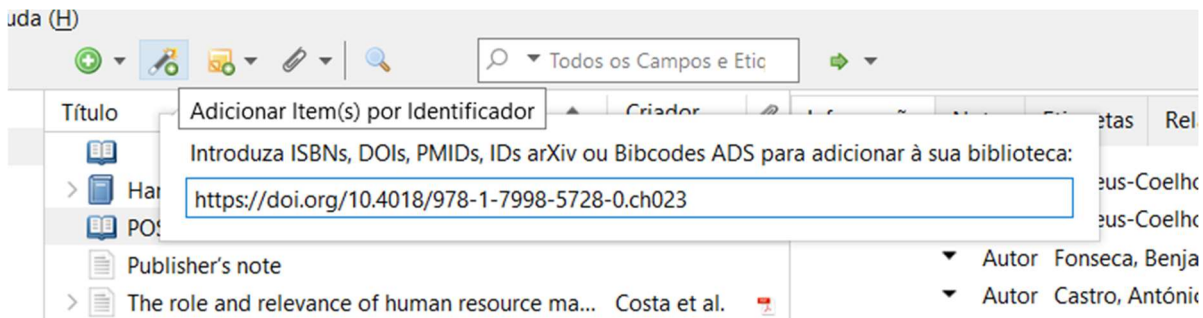 uda (H)
Todos os Campos e Etiq
Título
Adicionar Item(s) por Identificador
Criador
Rel
Introduza ISBNs, DOIs, PMIDs, IDs arXiv ou Bibcodes ADS para adicionar à sua biblioteca:
Har
eus-Coelho
https://doi.org/10.4018/978-1-7998-5728-0.ch023
POS
eus-Coelho
Publisher's note
Autor Fonseca, Benja
The role and relevance of human resource ma... Costa et al.
Autor Castro, Antóni